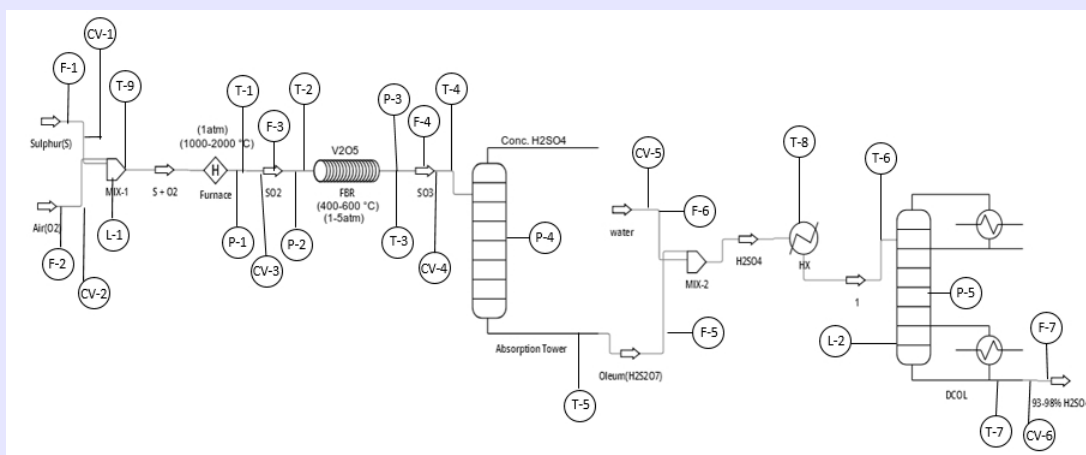 CV-1
F-1
T-9
T-1
T-2
P-3
T-4
F-3
F-4
(1atm)
(1000-2000 °C)
V2O5
Conc. H2SO4
Sulphur(S)
MIX-1
S + O2
H
Furnace
SO2
FBR
(400-600 °C)
(1-5atm)
SO3
Air(O2)
L-1
F-2
CV-2
P-1
CV-3
P-2
T-3
CV-4
P-4
Absorption Tower
T-5
Oleum(H2S2O7)
CV-5
F-6
water
MIX-2
F-5
H2SO4
T-8
HX
1
T-6
P-5
L-2
F-7
DCOL
93-98% H2SO
T-7
CV-6